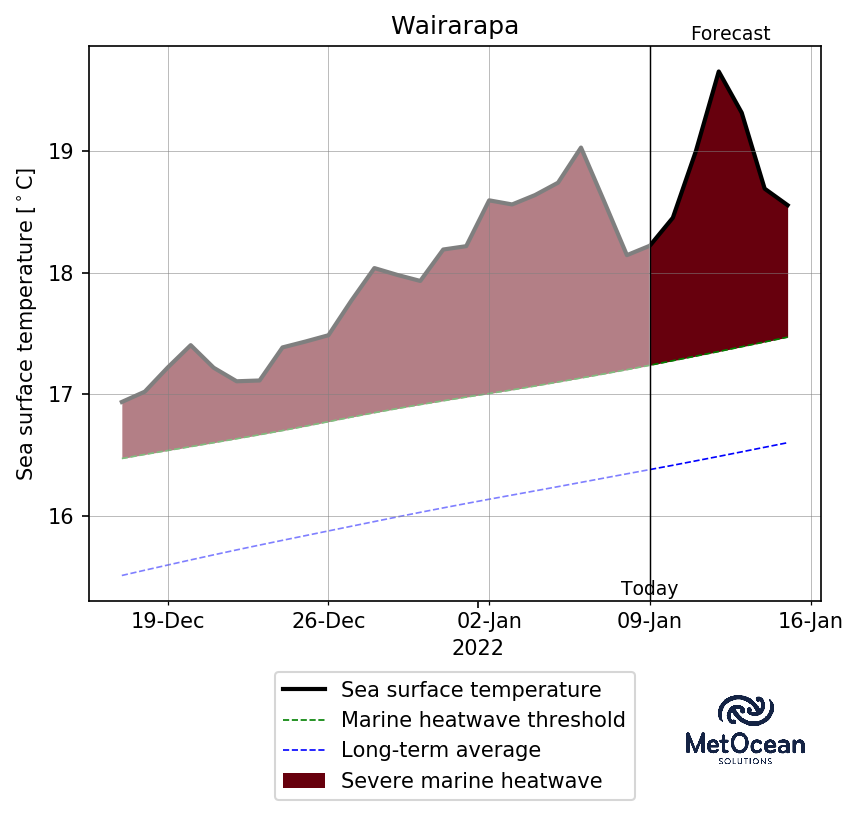 Wairarapa
Forecast
Sea surface temperature [°C]
19
18
17
16
Today
19-Dec 26-Dec 02-Jan 09-Jan 16-Jan
2022
Sea surface temperature
Marine heatwave threshold
Long-term average
Severe marine heatwave
MetOcean
SOLUTIONS